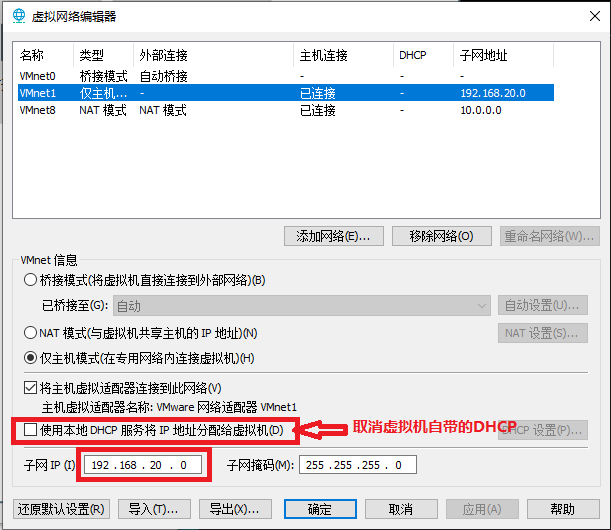 虚拟网络编辑器
名称 类型 外部连接 主机连接 DHCP 子网地址
VMnet0 桥接模式 自动桥接 - - -
VMnet1 仅主机... - 已连接 - 192.168.20.0
VMnet8 NAT 模式 NAT 模式 已连接 - 10.0.0.0
添加网络(E)... 移除网络(O) 重命名网络(W)...
VMnet 信息
桥接模式(将虚拟机直接连接到外部网络)(B)
已桥接至(G): 自动 自动设置(U)...
NAT 模式(与虚拟机共享主机的 IP 地址)(N) NAT 设置(S)...
仅主机模式(在专用网络内连接虚拟机)(H)
将主机虚拟适配器连接到此网络(V)
主机虚拟适配器名称: VMware 网络适配器 VMnet1
使用本地 DHCP 服务将 IP 地址分配给虚拟机(D) 取消虚拟机自带的DHCP DHCP 设置(P)...
子网 IP (I) 192 . 168 . 20 . 0 子网掩码(M): 255 . 255 . 255 . 0
还原默认设置(R) 导入(T)... 导出(X)... 确定 取消 应用(A) 帮助